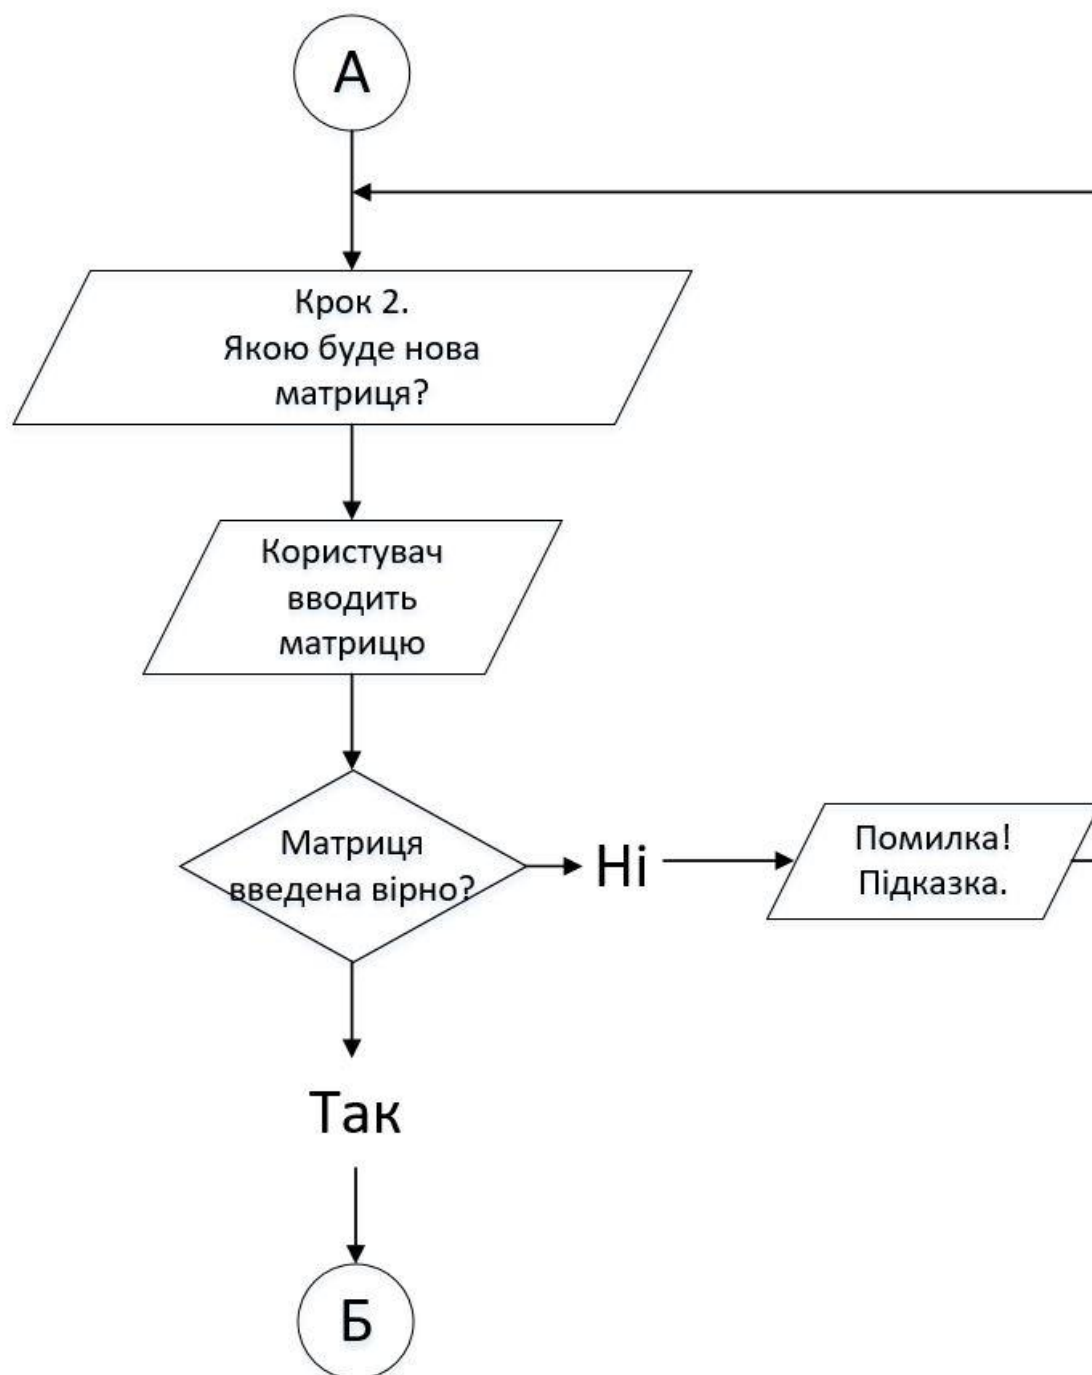 А
Крок 2.
Якою буде нова
матриця?
Користувач
вводить
матрицю
Матриця
введена вірно?
Ні
Помилка!
Підказка.
Так
Б